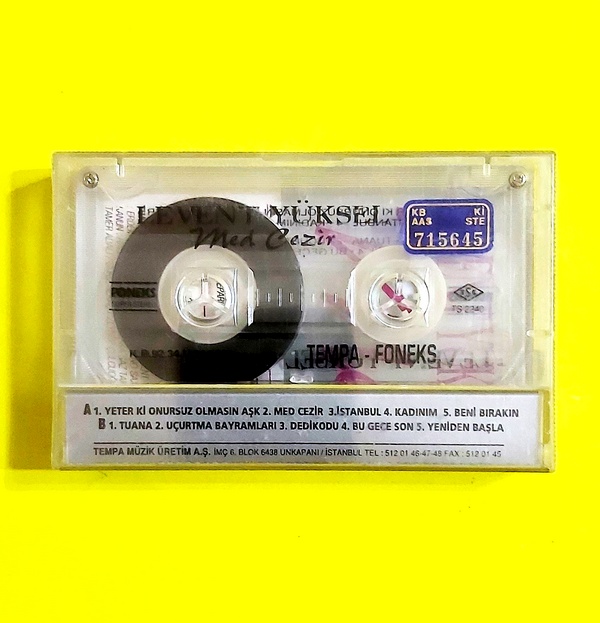 LEVENT YÜKSEL
Med Cezir
KB Kİ
AAS STE
715645
FONEKS
TEMPA - FONEKS
A 1. YETER Kİ ONURSUZ OLMASIN AŞK 2. MED CEZİR 3.İSTANBUL 4. KADINIM 5. BENİ BIRAKIN
B 1. TUANA 2. UÇURTMA BAYRAMLARI 3. DEDİKODU 4. BU GECE SON 5. YENİDEN BAŞLA
TEMPA MÜZİK ÜRETİM A.Ş. İMÇ 6. BLOK 6438 UNKAPANI / İSTANBUL TEL : 512 01 46-47-48 FAX : 512 01 45